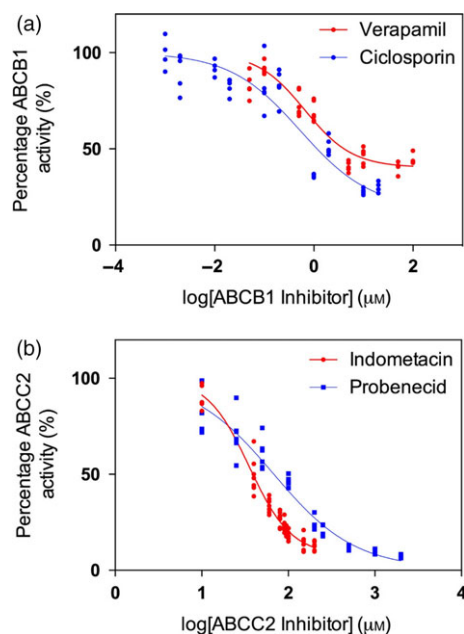 (a)
Verapamil
Ciclosporin
Percentage ABCB1
activity (%)
100
50
0
−4 −2 0 2
log[ABCB1 Inhibitor] (μM)
(b)
Indometacin
Probenecid
Percentage ABCC2
activity (%)
100
50
0
0 1 2 3 4
log[ABCC2 Inhibitor] (μM)